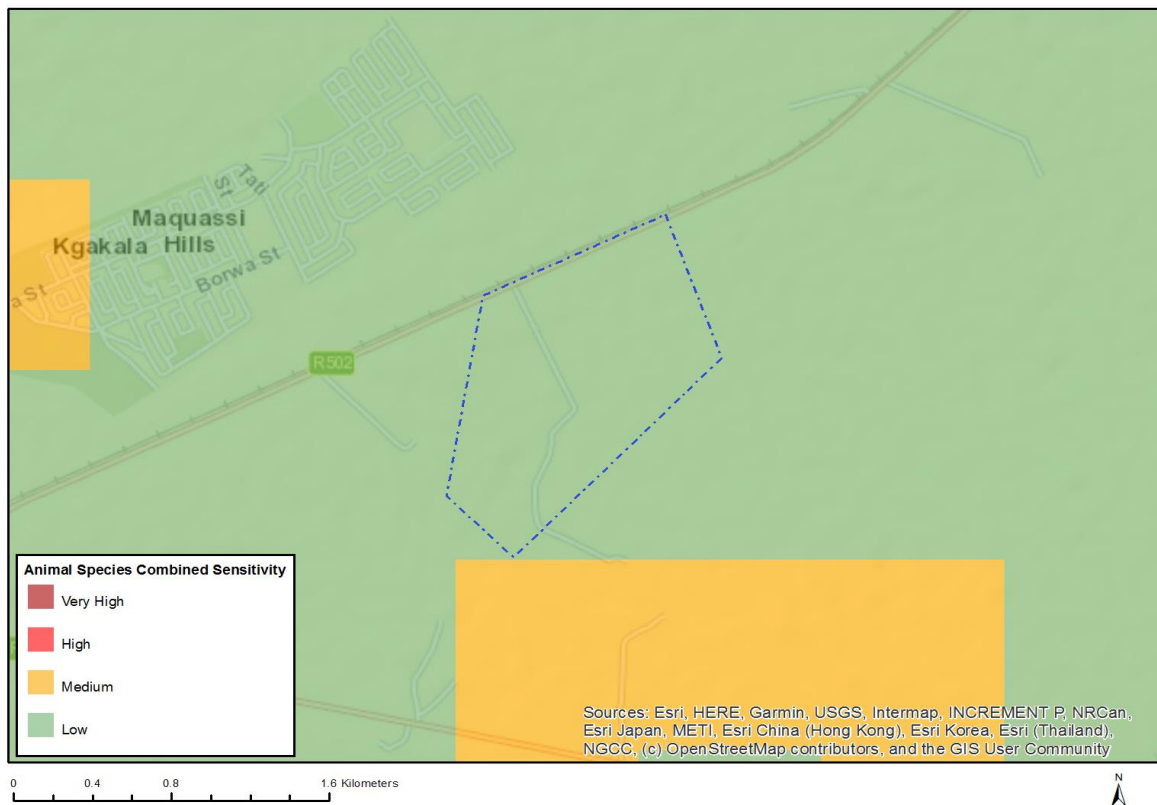 Tati
St
Maquassi
Kgakala Hills
Borwa St
a St
R502
Animal Species Combined Sensitivity
Very High
High
Medium
Low
Sources: Esri, HERE, Garmin, USGS, Intermap, INCREMENT P, NRCan,
Esri Japan, METI, Esri China (Hong Kong), Esri Korea, Esri (Thailand),
NGCC, (c) OpenStreetMap contributors, and the GIS User Community
0 0.4 0.8 1.6 Kilometers
N